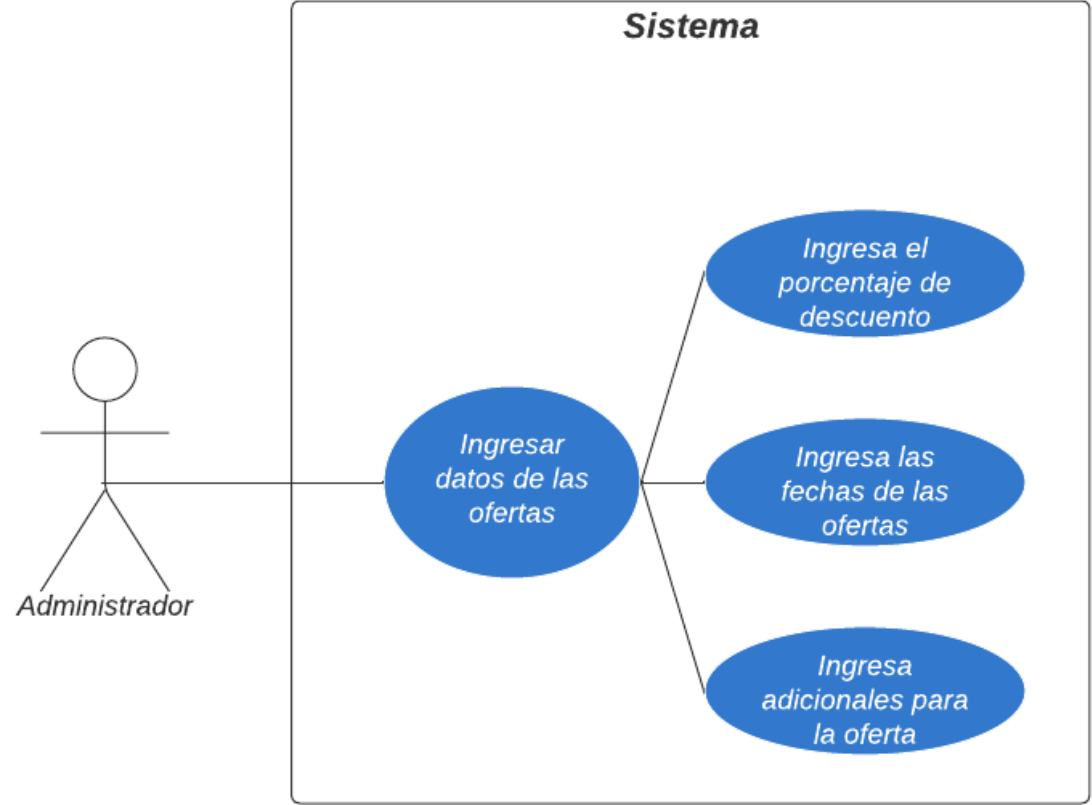 Sistema
Ingresa el
porcentaje de
descuento
Ingresar
datos de las
ofertas
Ingresa las
fechas de las
ofertas
Administrador
Ingresa
adicionales para
la oferta